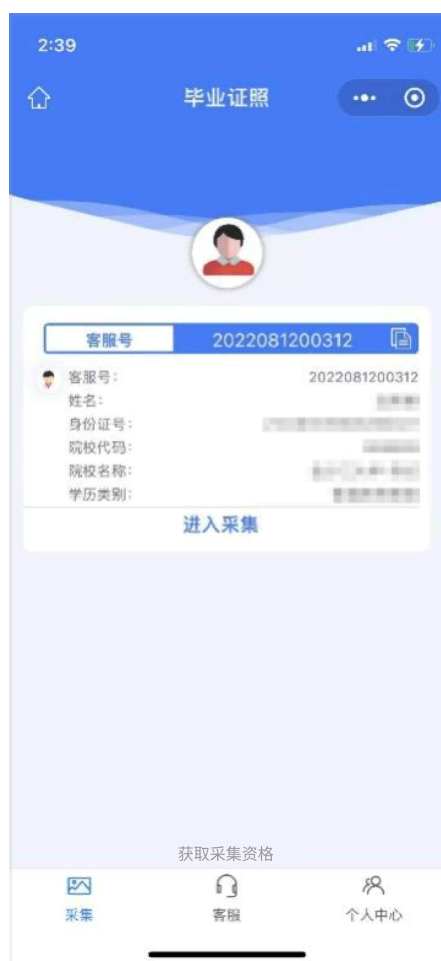 2:39
毕业证照
客服号 2022081200312
客服号: 2022081200312
姓名:
身份证号:
院校代码:
院校名称:
学历类别:
进入采集
获取采集资格
采集 客服 个人中心